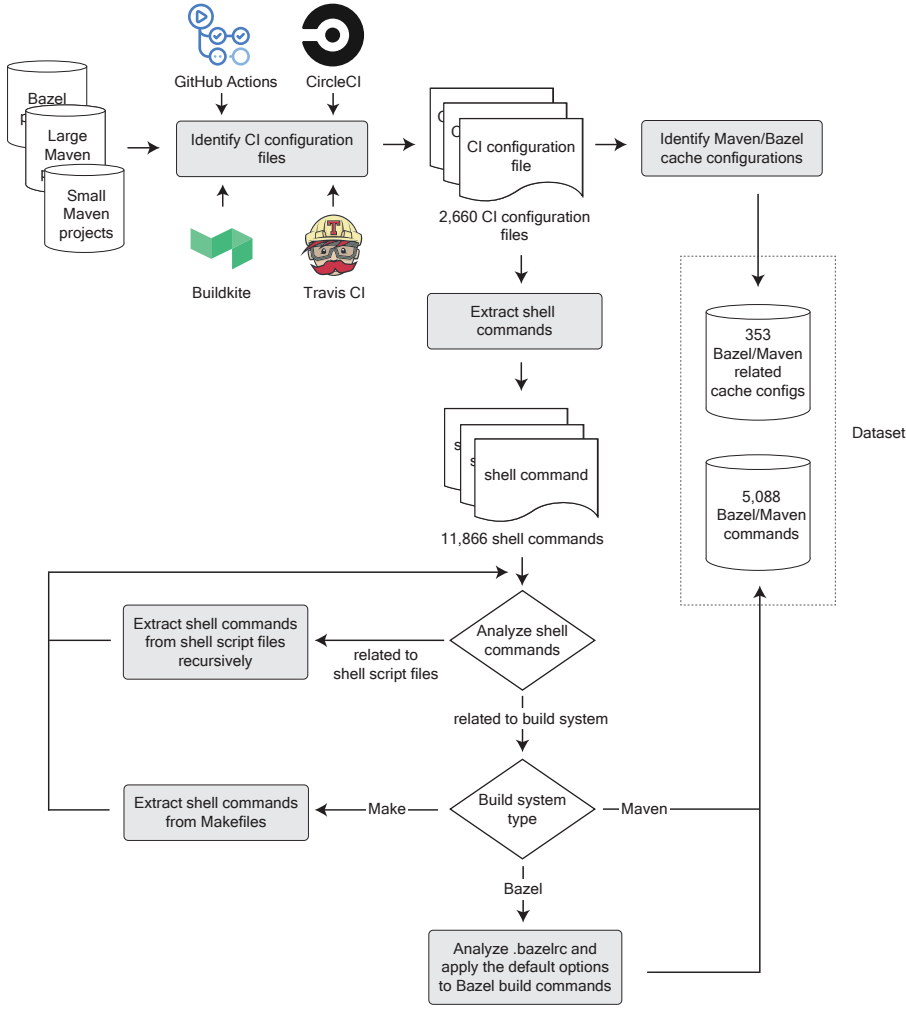 GitHub Actions
CircleCI
Bazel
p
Large
Maven
p
Small
Maven
projects
Identify CI configuration
files
Buildkite
T
Travis CI
C
C
CI configuration
file
2,660 CI configuration
files
Identify Maven/Bazel
cache configurations
Extract shell
commands
353
Bazel/Maven
related
cache configs
Dataset
5,088
Bazel/Maven
commands
s
s
shell command
11,866 shell commands
Analyze shell
commands
related to
shell script files
Extract shell commands
from shell script files
recursively
related to build system
Build system
type
Make
Extract shell commands
from Makefiles
Maven
Bazel
Analyze .bazelrc and
apply the default options
to Bazel build commands